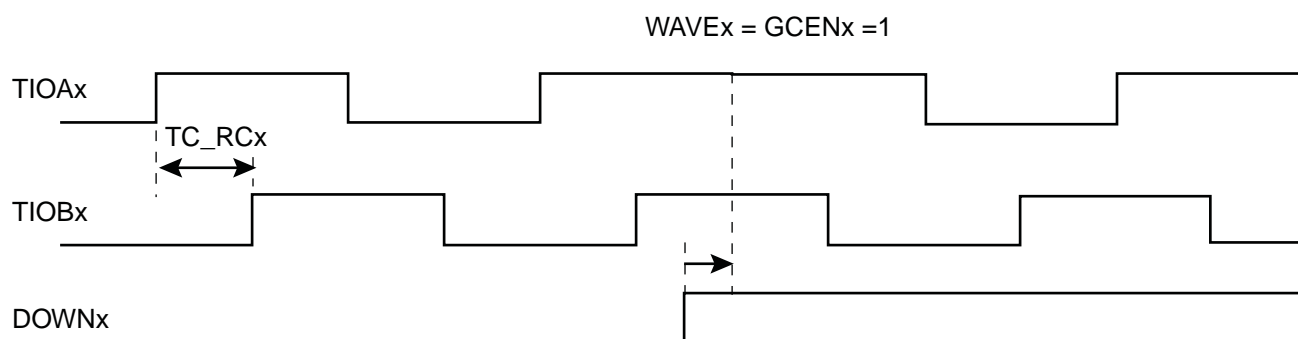 WAVEx = GCENx =1
TIOAx
TC_RCx
TIOBx
DOWNx